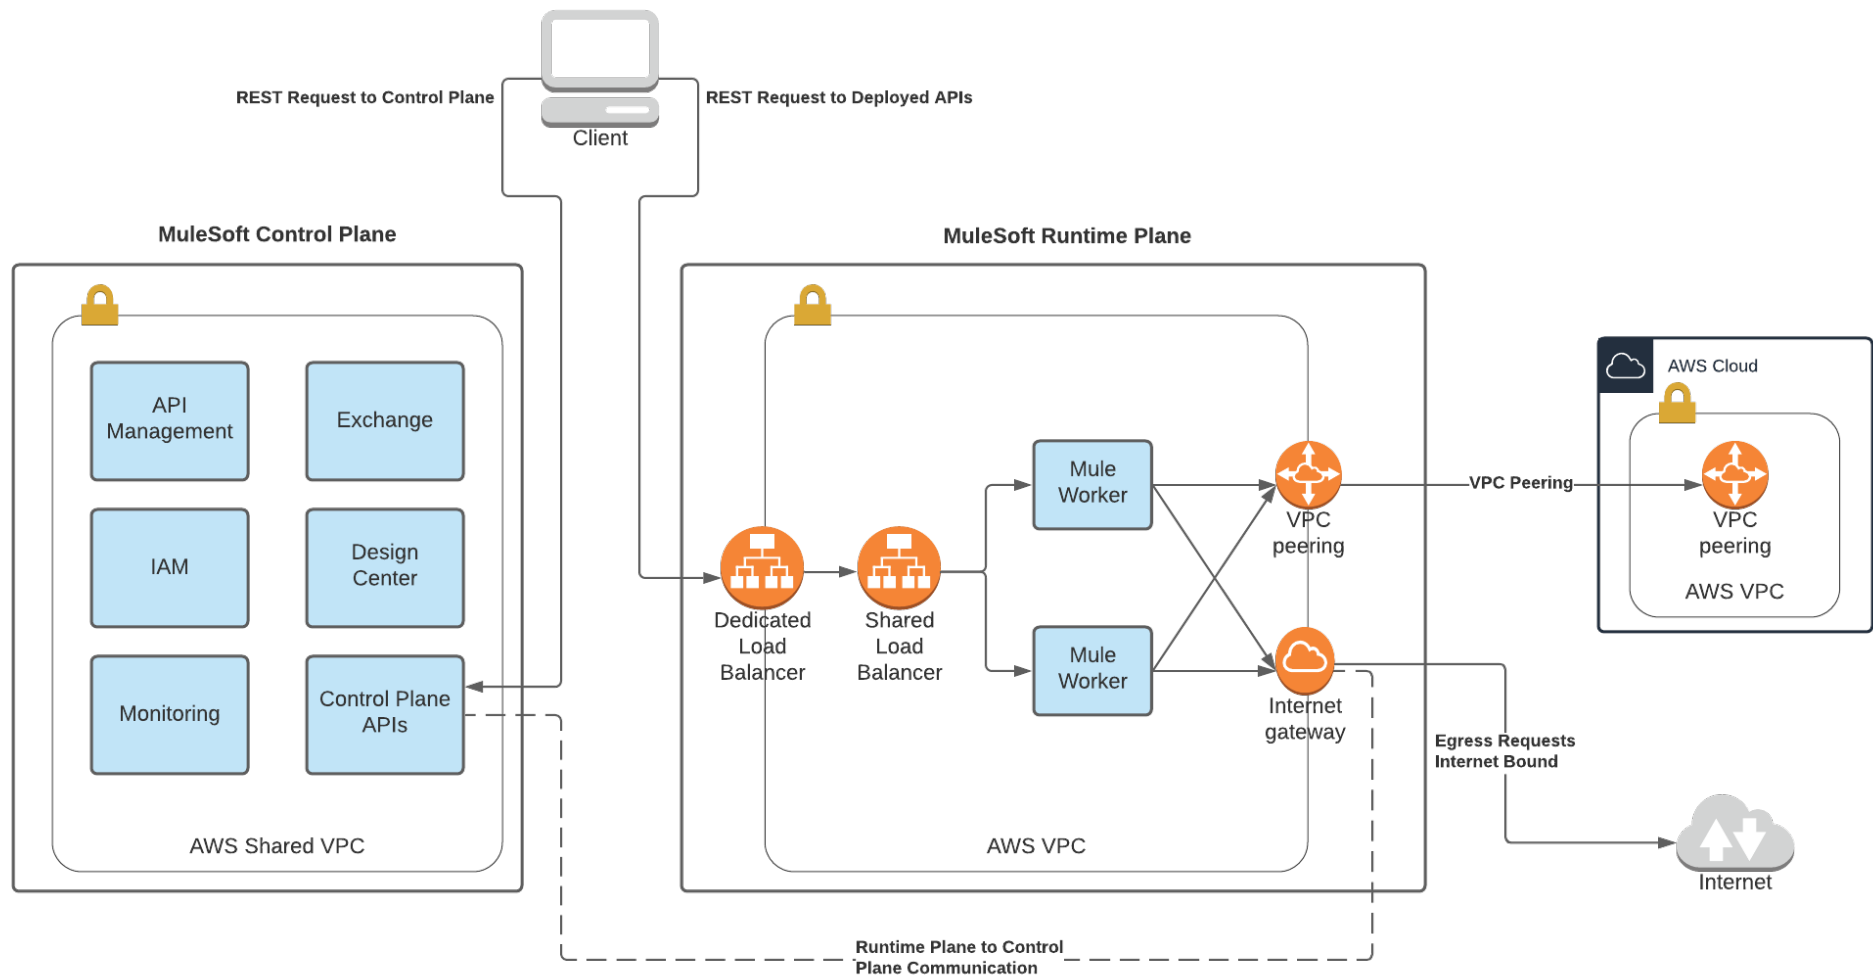 REST Request to Control Plane
REST Request to Deployed APIs
Client
MuleSoft Control Plane
MuleSoft Runtime Plane
API
Management
Exchange
IAM
Design
Center
Monitoring
Control Plane
APIs
AWS Shared VPC
Dedicated
Load
Balancer
Shared
Load
Balancer
Mule
Worker
Mule
Worker
VPC
peering
Internet
gateway
AWS VPC
VPC Peering
AWS Cloud
VPC
peering
AWS VPC
Egress Requests
Internet Bound
Internet
Runtime Plane to Control
Plane Communication